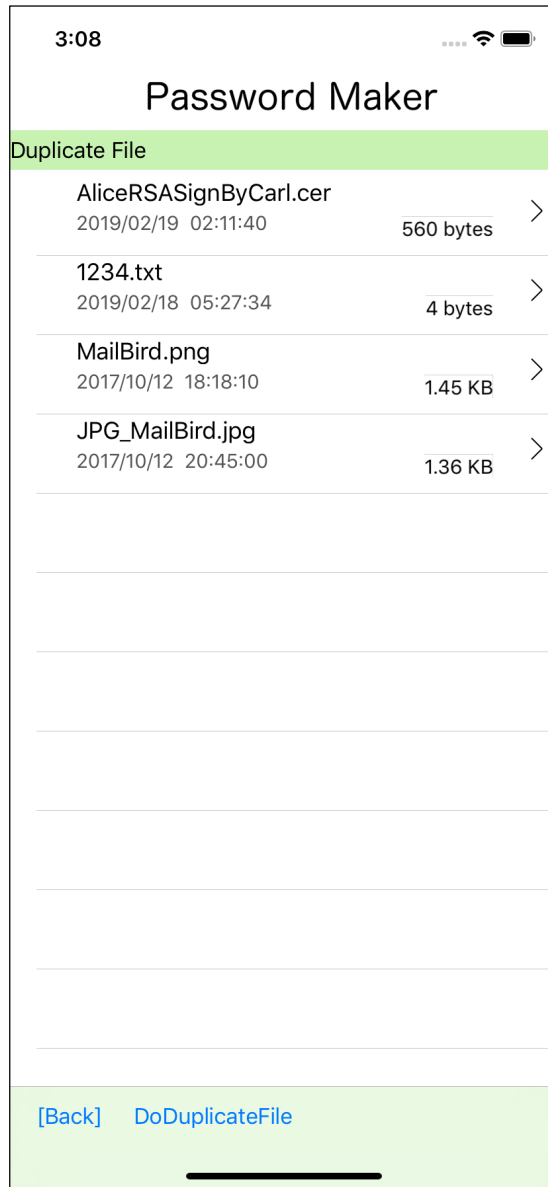 3:08
Password Maker
Duplicate File
AliceRSASignByCarl.cer
2019/02/19 02:11:40
560 bytes
1234.txt
2019/02/18 05:27:34
4 bytes
MailBird.png
2017/10/12 18:18:10
1.45 KB
JPG_MailBird.jpg
2017/10/12 20:45:00
1.36 KB
[Back] DoDuplicateFile